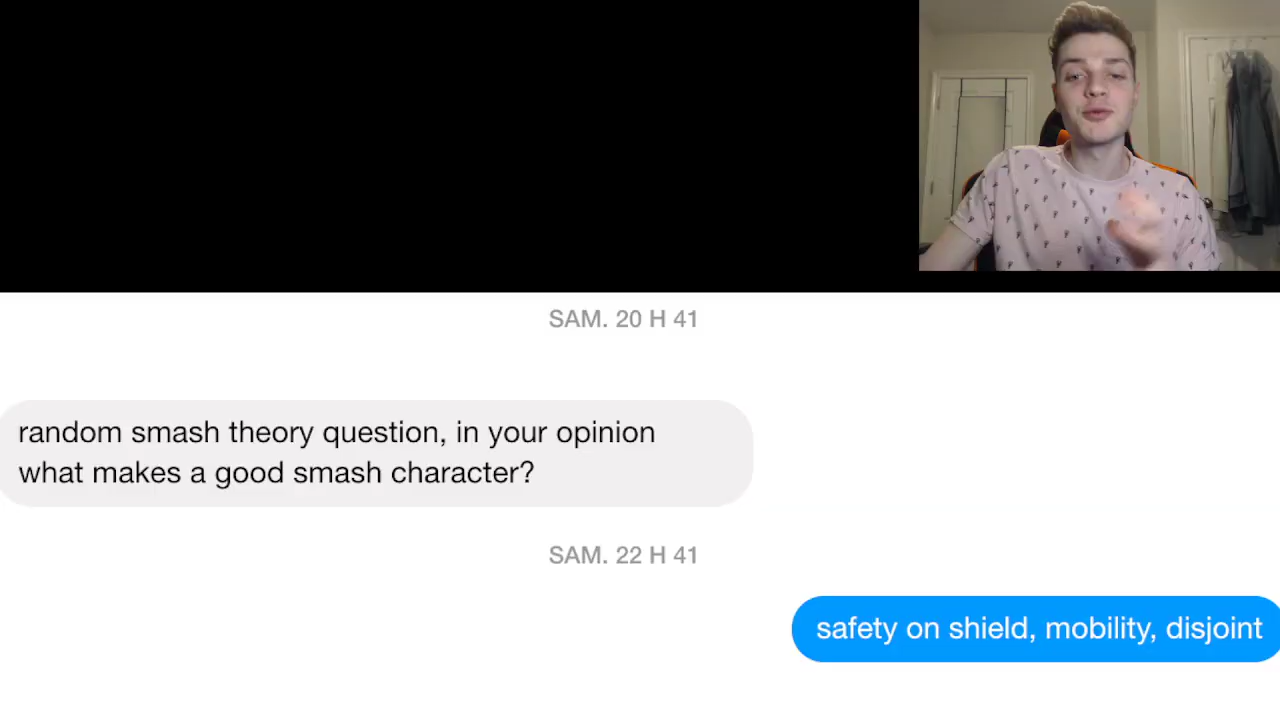 SAM. 20 H 41
random smash theory question, in your opinion
what makes a good smash character?
SAM. 22 H 41
safety on shield, mobility, disjoint